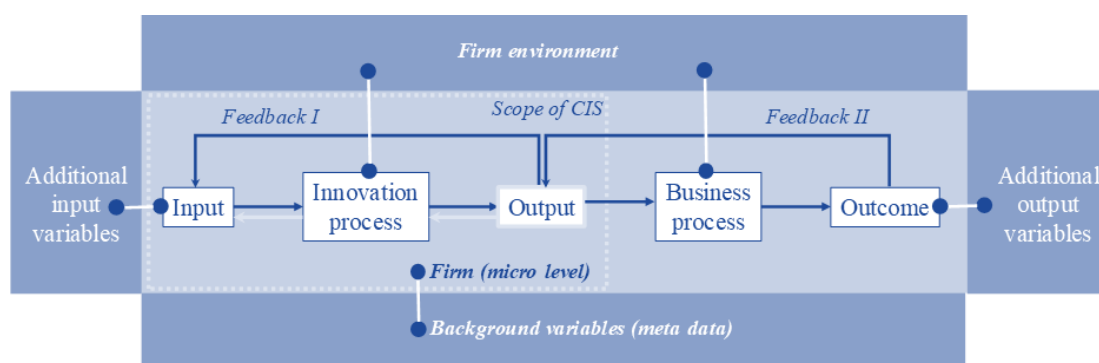 Firm environment
Feedback I
Scope of CIS
Feedback II
Additional
input
variables
Input
Innovation
process
Output
Business
process
Outcome
Additional
output
variables
Firm (micro level)
Background variables (meta data)